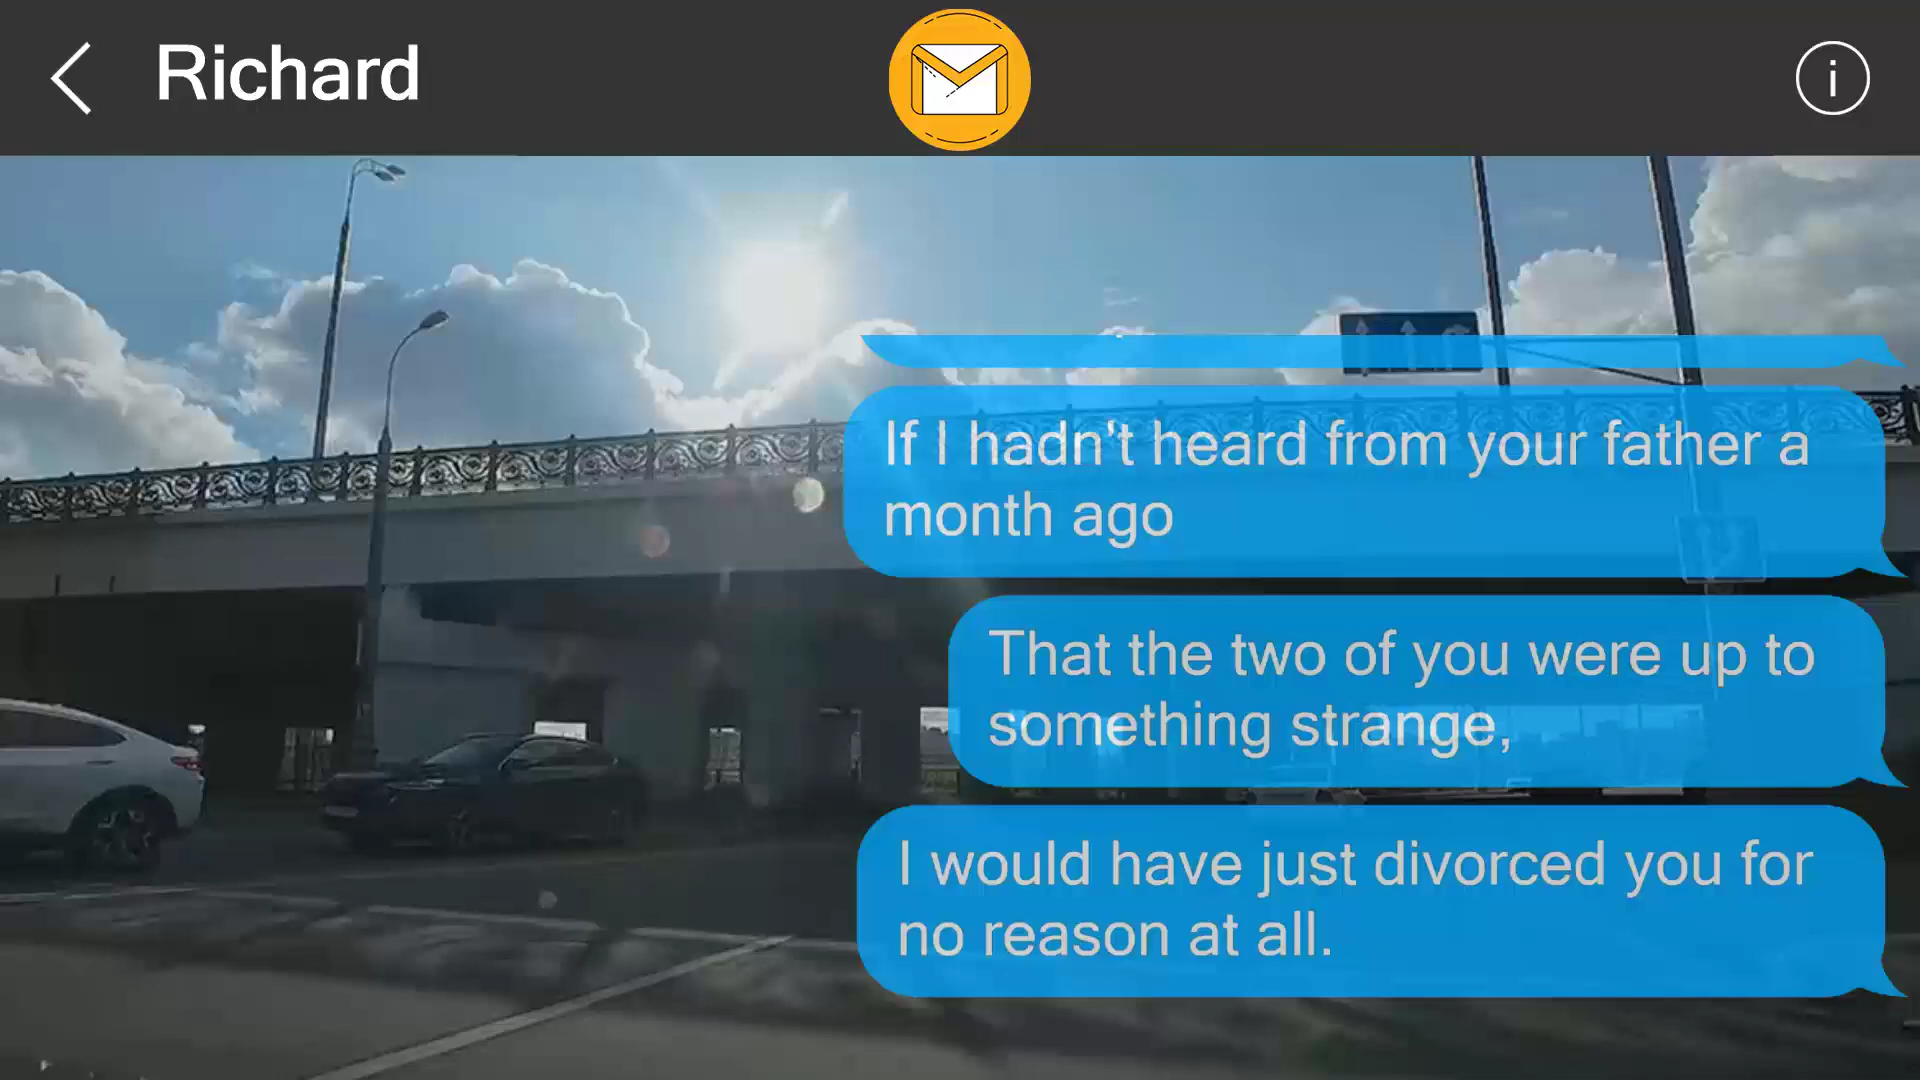 Richard
If I hadn't heard from your father a
month ago
That the two of you were up to
something strange,
I would have just divorced you for
no reason at all.